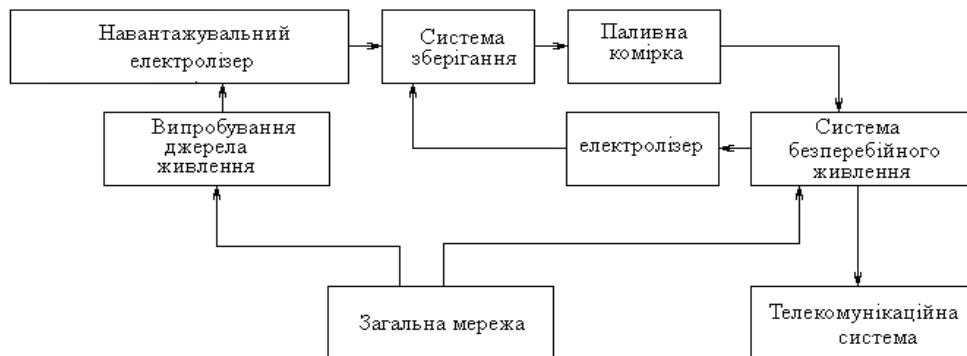 Навантажувальний
електролізер
Система
зберігання
Паливна
комірка
Випробування
джерела
живлення
електролізер
Система
безперебійного
живлення
Загальна мережа
Телекомунікаційна
система